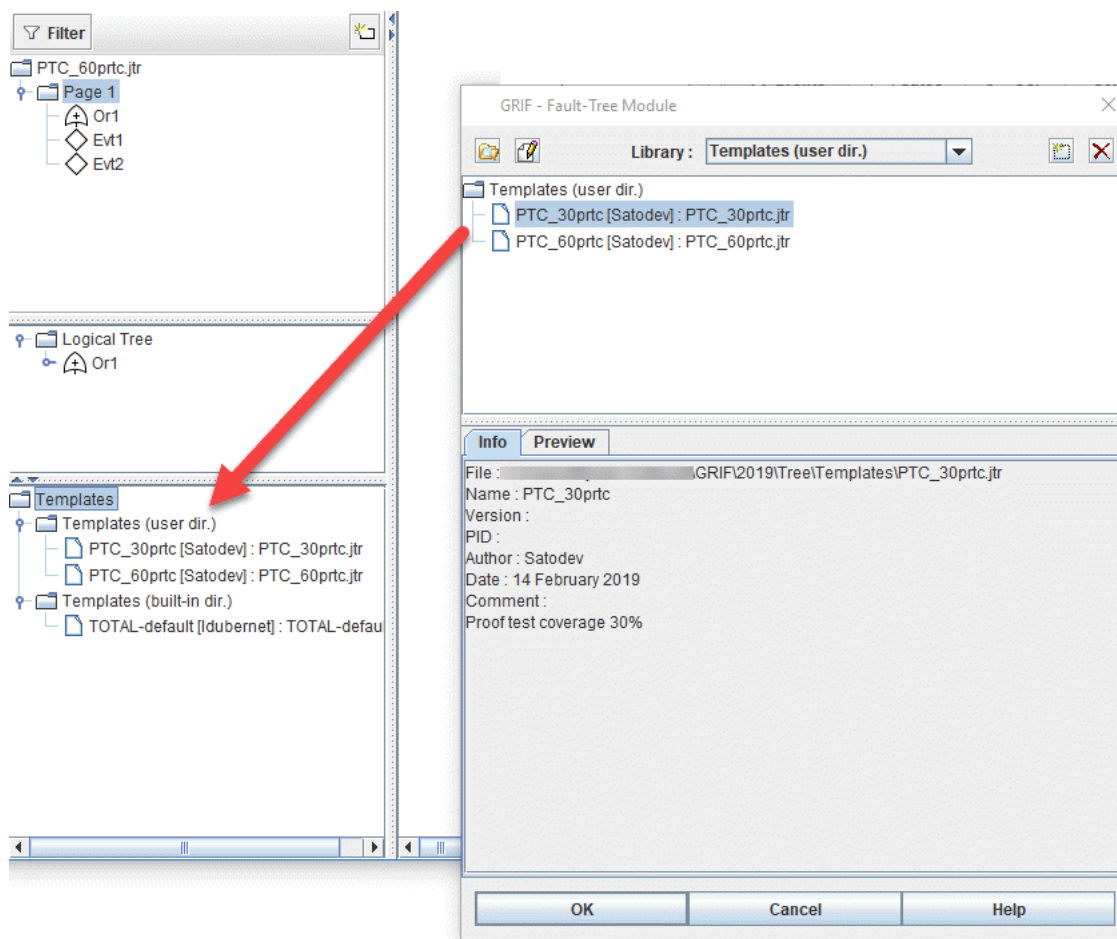 Filter
PTC_60prtc.jtr
Page 1
Or1
Evt1
Evt2
Logical Tree
Or1
Templates
Templates (user dir.)
PTC_30prtc [Satodev] : PTC_30prtc.jtr
PTC_60prtc [Satodev] : PTC_60prtc.jtr
Templates (built-in dir.)
TOTAL-default [ldubernet] : TOTAL-defau
GRIF - Fault-Tree Module
Library : Templates (user dir.)
Templates (user dir.)
PTC_30prtc [Satodev] : PTC_30prtc.jtr
PTC_60prtc [Satodev] : PTC_60prtc.jtr
Info Preview
File : \GRIF\2019\Tree\Templates\PTC_30prtc.jtr
Name : PTC_30prtc
Version :
PID :
Author : Satodev
Date : 14 February 2019
Comment :
Proof test coverage 30%
OK Cancel Help